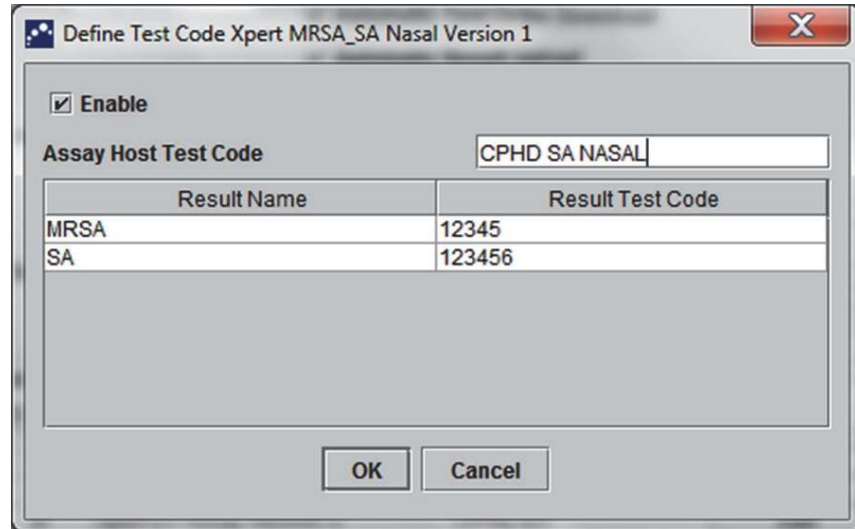 Define Test Code Xpert MRSA_SA Nasal Version 1
Enable
Assay Host Test Code CPHD SA NASAL
Result Name Result Test Code
MRSA 12345
SA 123456
OK Cancel